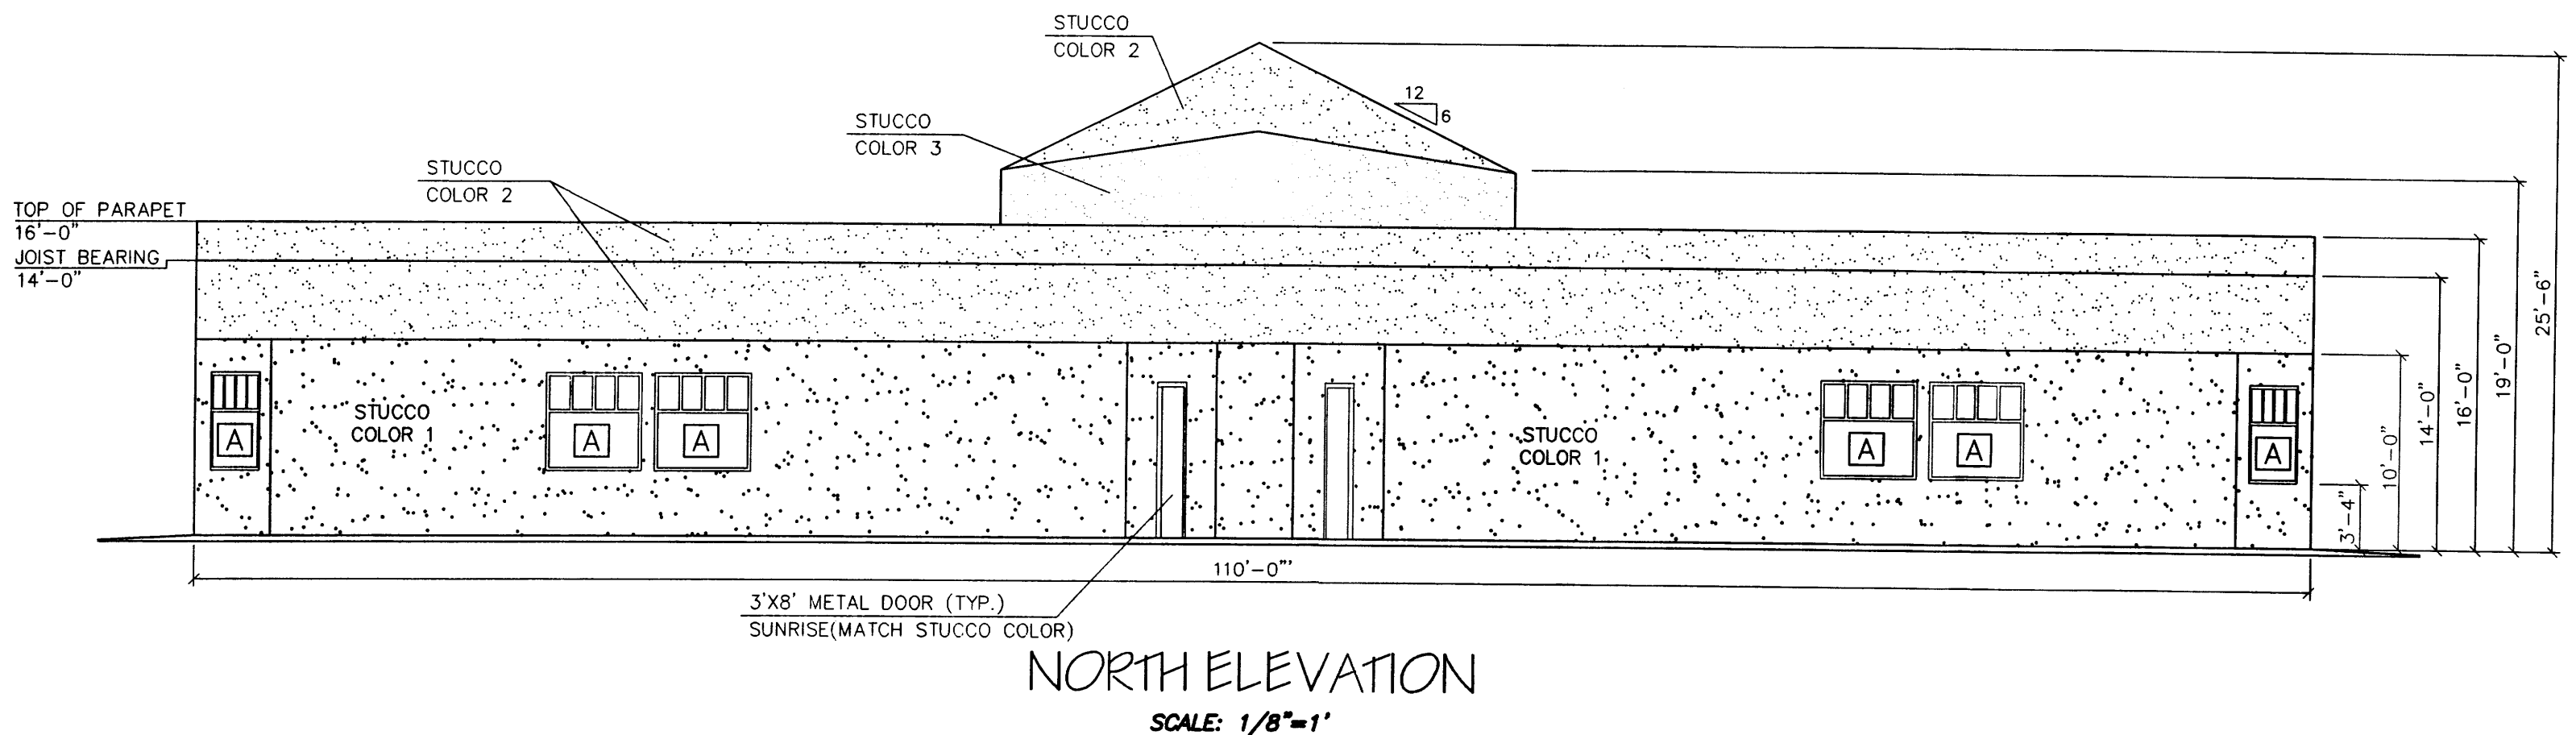 STUCCO
COLOR 2
12
6
STUCCO
COLOR 3
STUCCO
COLOR 2
TOP OF PARAPET
16'-0"
JOIST BEARING
14'-0"
25'-6"
19'-0"
16'-0"
14'-0"
10'-0"
3'-4"
STUCCO
COLOR 1
A
A
A
STUCCO
COLOR 1
A
A
A
110'-0"'
3'X8' METAL DOOR (TYP.)
SUNRISE(MATCH STUCCO COLOR)
NORTH ELEVATION
SCALE: 1/8"=1'